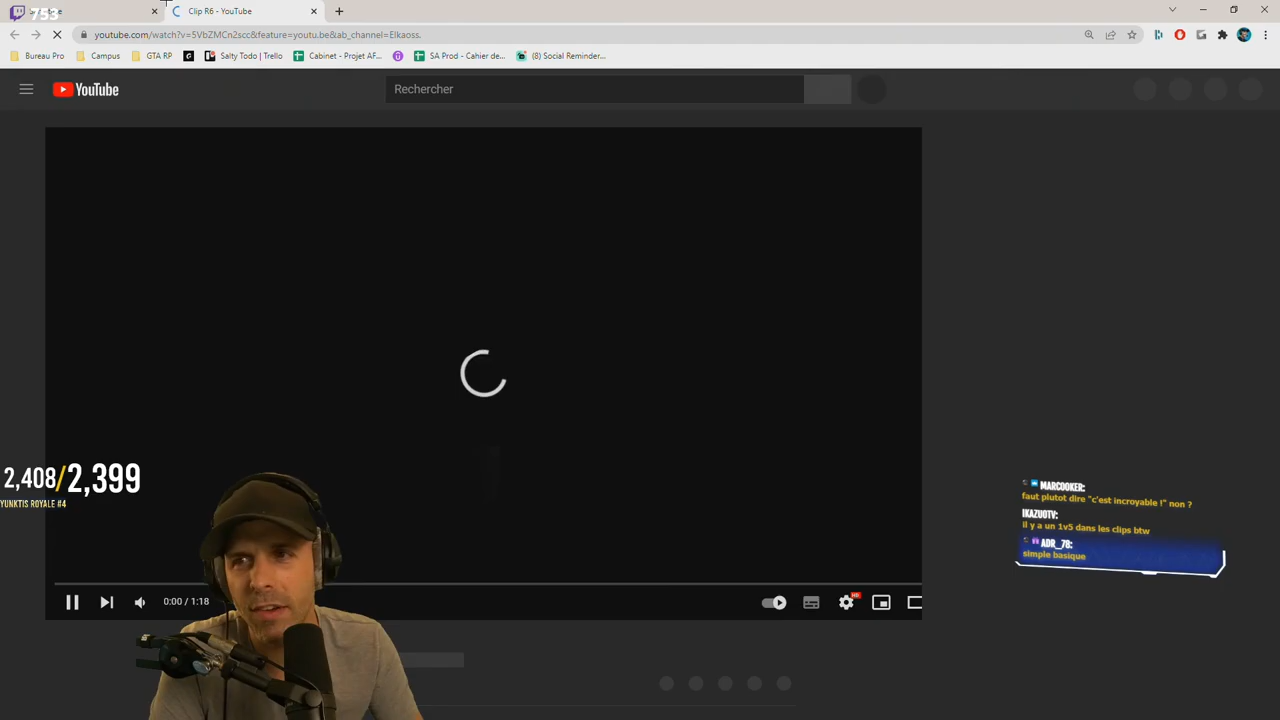 753
Clip R6 - YouTube
youtube.com/watch?v=5VbZMCn2scc&feature=youtu.be&ab_channel=Elkaoss.
Bureau Pro
Campus
GTA RP
Salty Todo | Trello
Cabinet - Projet AF...
SA Prod - Cahier de...
(8) Social Reminder...
YouTube
Rechercher
2,408/2,399
YUNKTIS ROYALE #4
MARCOOKER:
faut plutot dire "c'est incroyable !" non ?
IKAZUOTV:
il y a un 1v5 dans les clips btw
ADR_78:
simple basique
0:00 / 1:18
HD